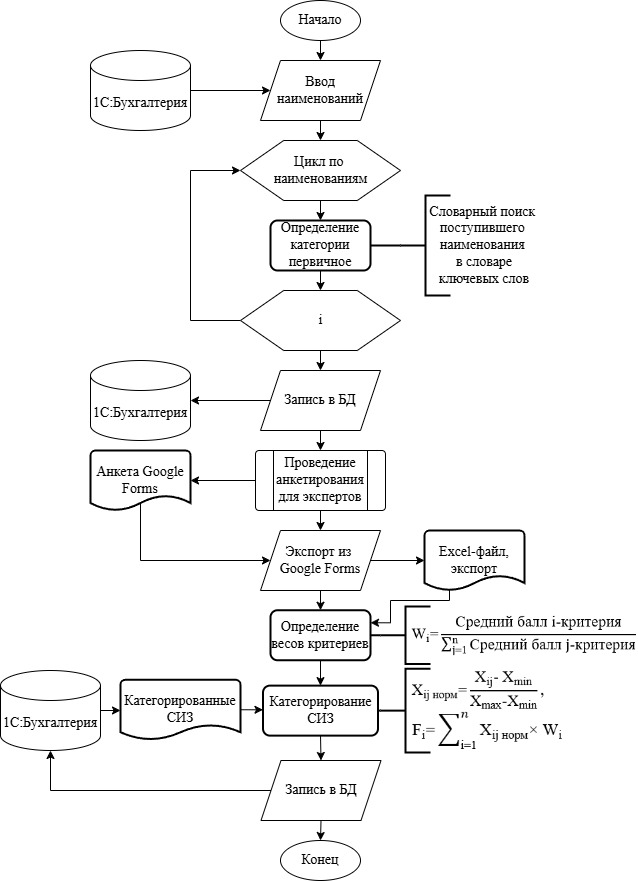 Начало
1С:Бухгалтерия
Ввод
наименований
Цикл по
наименованиям
Определение
категории
первичное
Словарный поиск
поступившего
наименования
в словаре
ключевых слов
i
1С:Бухгалтерия
Запись в БД
Анкета Google
Forms
Проведение
анкетирования
для экспертов
Экспорт из
Google Forms
Excel-файл,
экспорт
Определение
весов критериев
Wi= Средний балл i-критерия / ∑ⁿj=1 Средний балл j-критерия
1С:Бухгалтерия
Категорированные
СИЗ
Категорирование
СИЗ
Xij норм= Xij- Xmin / Xmax-Xmin ,
Fi= ∑ⁿi=1 Xij норм× Wi
Запись в БД
Конец